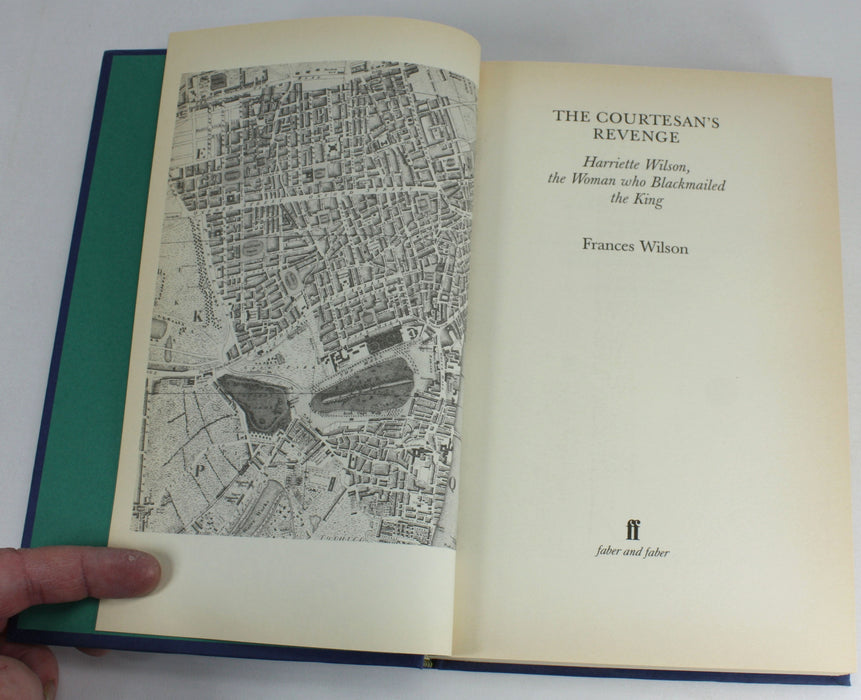 E
K
P
THE COURTESAN'S
REVENGE
Harriette Wilson,
the Woman who Blackmailed
the King
Frances Wilson
ff
faber and faber